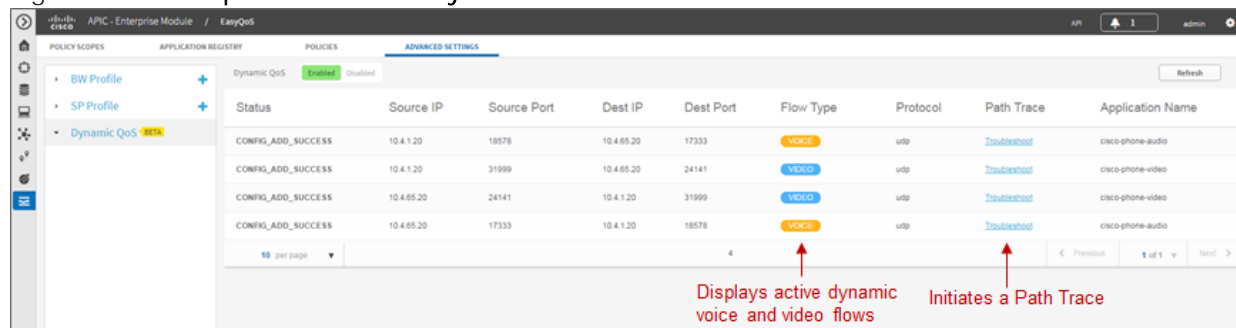 cisco APIC - Enterprise Module / EasyQoS API 1 admin
POLICY SCOPES APPLICATION REGISTRY POLICIES ADVANCED SETTINGS
BW Profile +
SP Profile +
Dynamic QoS BETA
Dynamic QoS Enabled Disabled Refresh
Status Source IP Source Port Dest IP Dest Port Flow Type Protocol Path Trace Application Name
CONFIG_ADD_SUCCESS 10.4.1.20 18578 10.4.65.20 17333 VOICE udp Troubleshoot cisco-phone-audio
CONFIG_ADD_SUCCESS 10.4.1.20 31999 10.4.65.20 24141 VIDEO udp Troubleshoot cisco-phone-video
CONFIG_ADD_SUCCESS 10.4.65.20 24141 10.4.1.20 31999 VIDEO udp Troubleshoot cisco-phone-video
CONFIG_ADD_SUCCESS 10.4.65.20 17333 10.4.1.20 18578 VOICE udp Troubleshoot cisco-phone-audio
10 per page 4 Previous 1 of 1 Next
Displays active dynamic
voice and video flows
Initiates a Path Trace